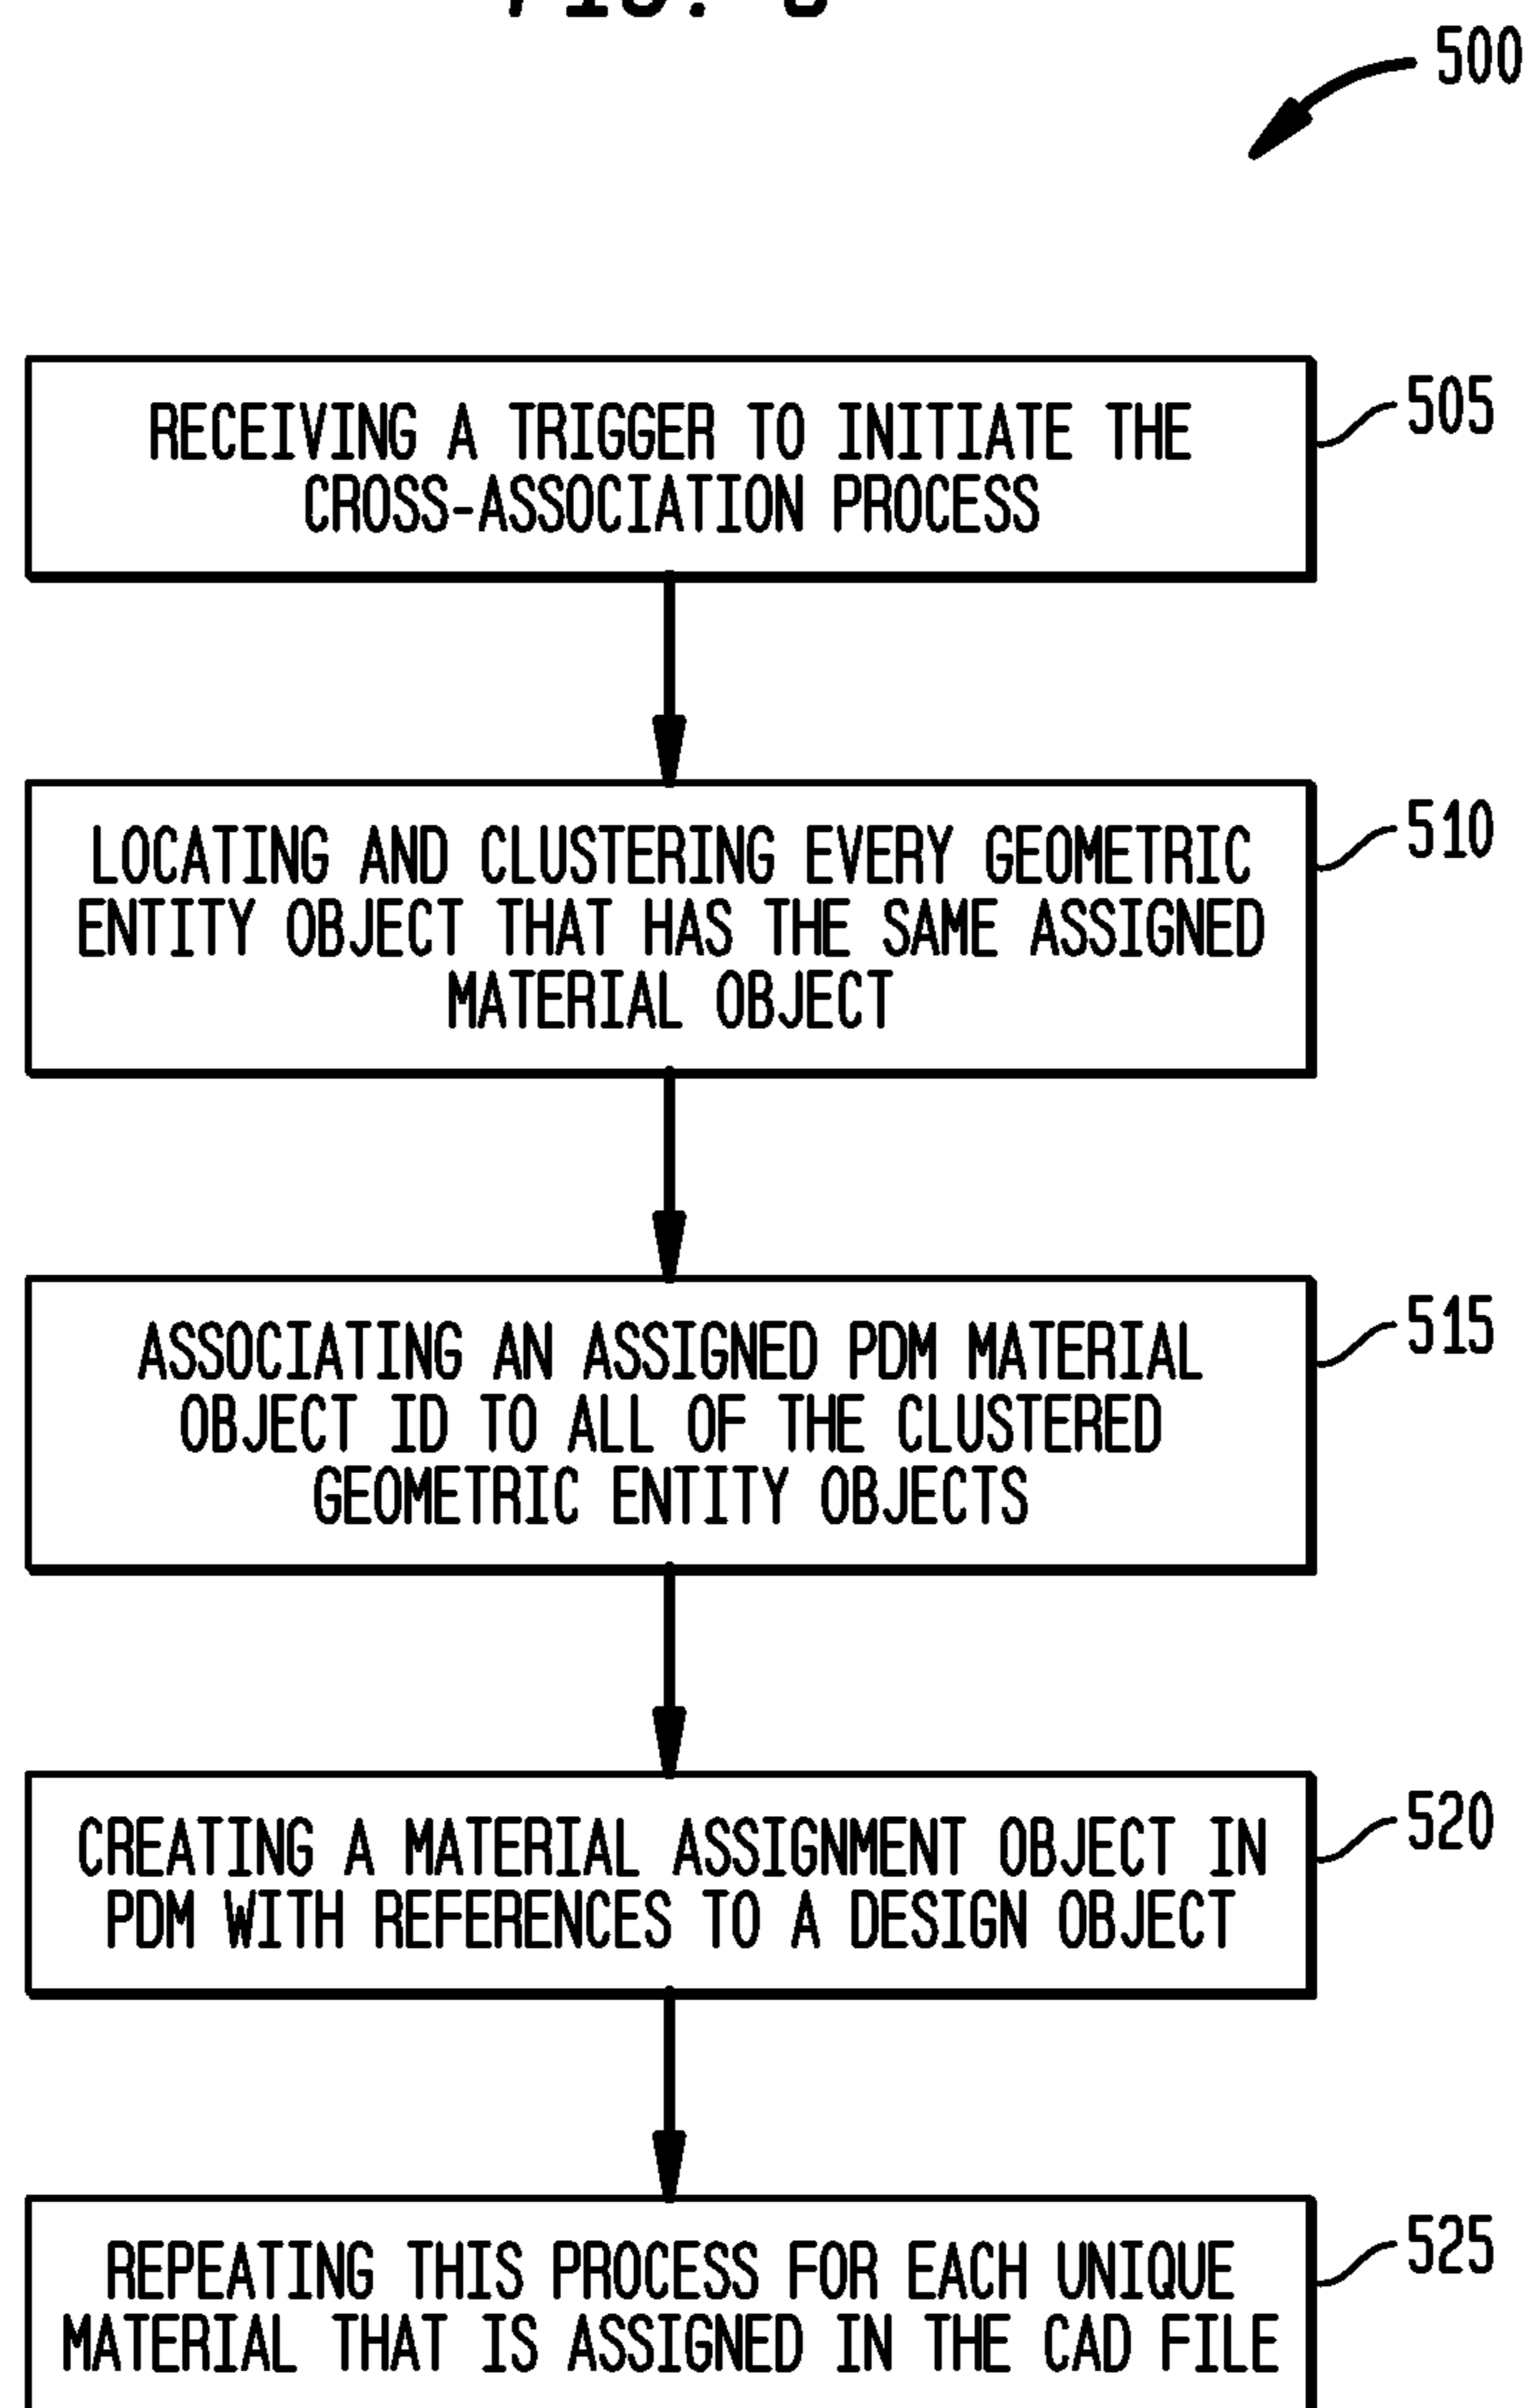 500
RECEIVING A TRIGGER TO INITIATE THE
CROSS-ASSOCIATION PROCESS
505
LOCATING AND CLUSTERING EVERY GEOMETRIC
ENTITY OBJECT THAT HAS THE SAME ASSIGNED
MATERIAL OBJECT
510
ASSOCIATING AN ASSIGNED PDM MATERIAL
OBJECT ID TO ALL OF THE CLUSTERED
GEOMETRIC ENTITY OBJECTS
515
CREATING A MATERIAL ASSIGNMENT OBJECT IN
PDM WITH REFERENCES TO A DESIGN OBJECT
520
REPEATING THIS PROCESS FOR EACH UNIQUE
MATERIAL THAT IS ASSIGNED IN THE CAD FILE
525